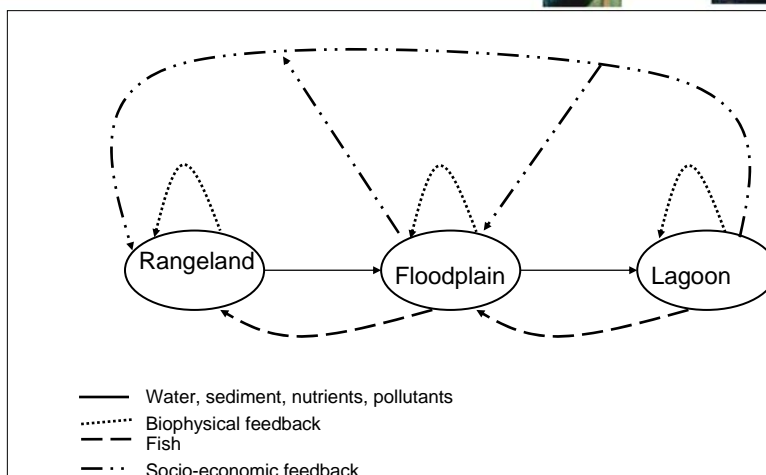 Rangeland
Floodplain
Lagoon
Water, sediment, nutrients, pollutants
Biophysical feedback
Fish
Socio-economic feedback